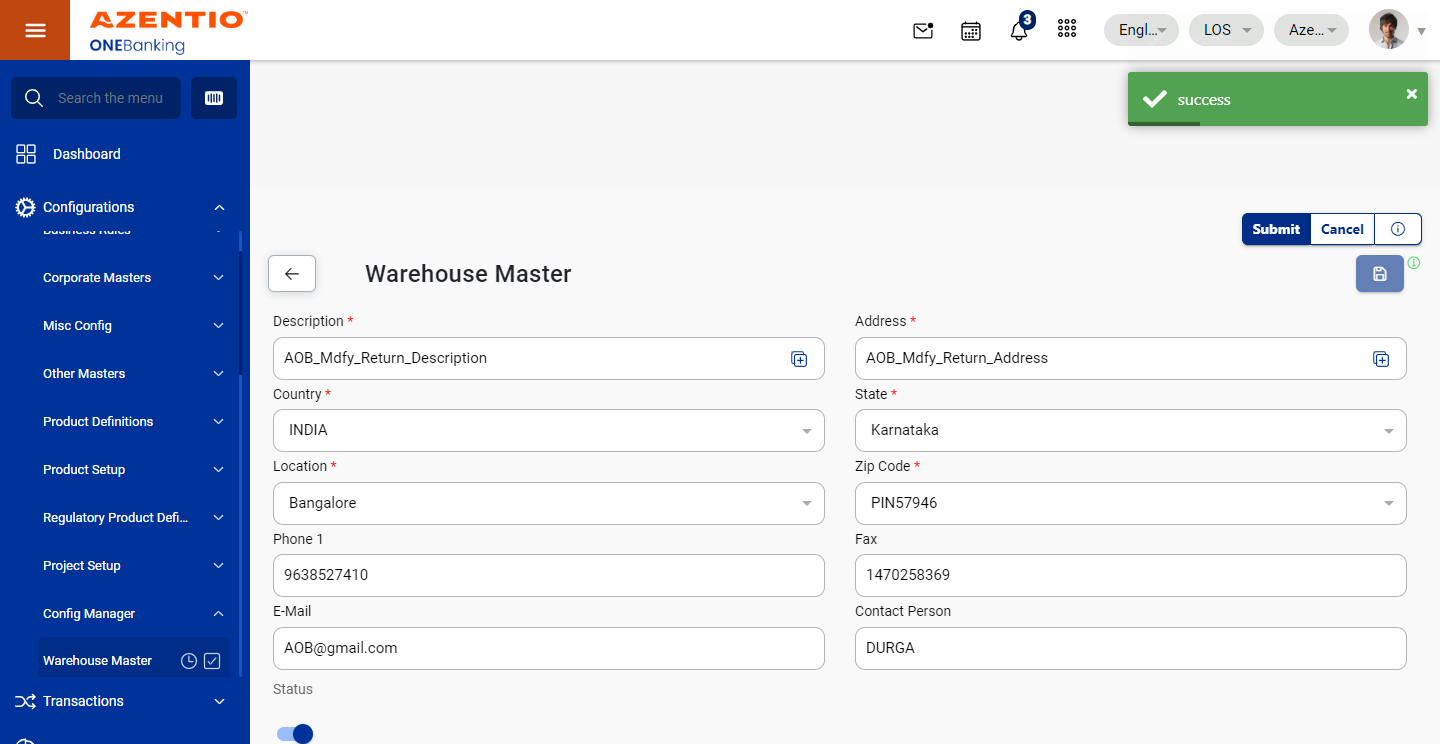 AZENTIO™
ONEBanking
3
Engl...
LOS
Aze...
Search the menu
success
Dashboard
Configurations
Business Rules
Corporate Masters
Misc Config
Other Masters
Product Definitions
Product Setup
Regulatory Product Defi...
Project Setup
Config Manager
Warehouse Master
Transactions
Submit
Cancel
Warehouse Master
Description *
Address *
AOB_Mdfy_Return_Description
AOB_Mdfy_Return_Address
Country *
State *
INDIA
Karnataka
Location *
Zip Code *
Bangalore
PIN57946
Phone 1
Fax
9638527410
1470258369
E-Mail
Contact Person
AOB@gmail.com
DURGA
Status